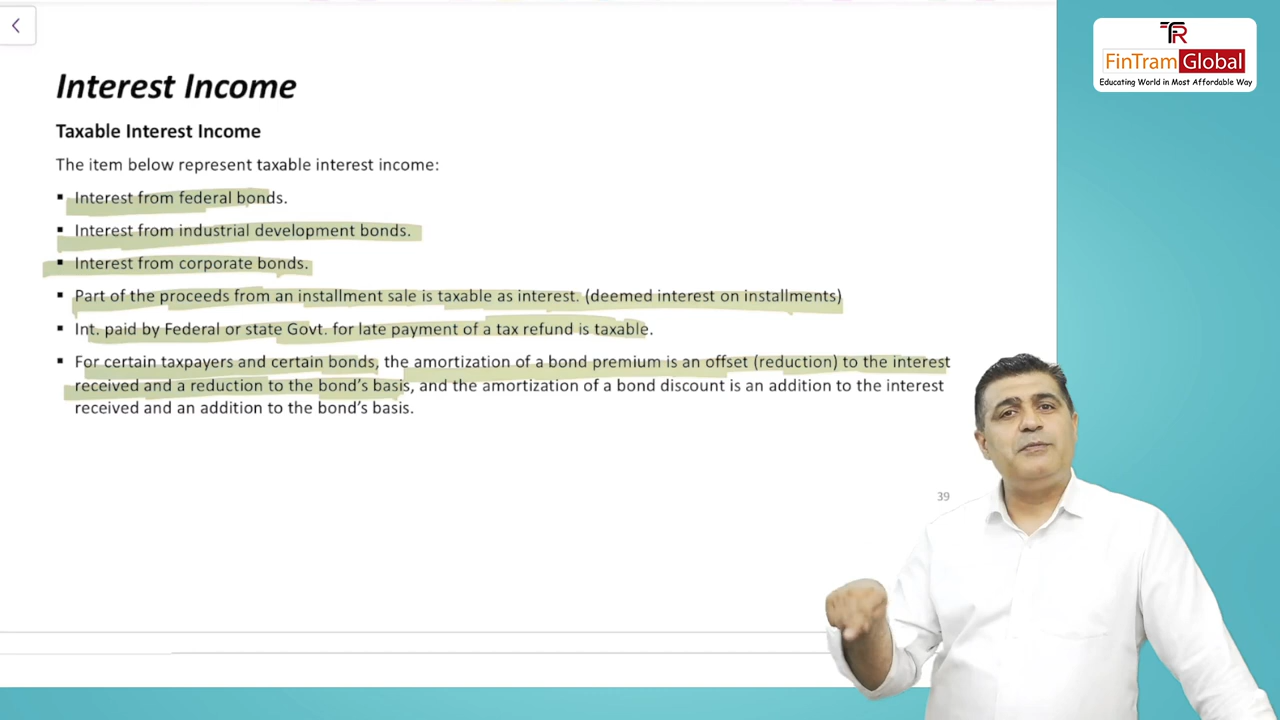 Interest Income
Taxable Interest Income
The item below represent taxable interest income:
▪ Interest from federal bonds.
▪ Interest from industrial development bonds.
▪ Interest from corporate bonds.
▪ Part of the proceeds from an installment sale is taxable as interest. (deemed interest on installments)
▪ Int. paid by Federal or state Govt. for late payment of a tax refund is taxable.
▪ For certain taxpayers and certain bonds, the amortization of a bond premium is an offset (reduction) to the interest
received and a reduction to the bond's basis, and the amortization of a bond discount is an addition to the interest
received and an addition to the bond's basis.
39
TR
FinTram Global
Educating World in Most Affordable Way